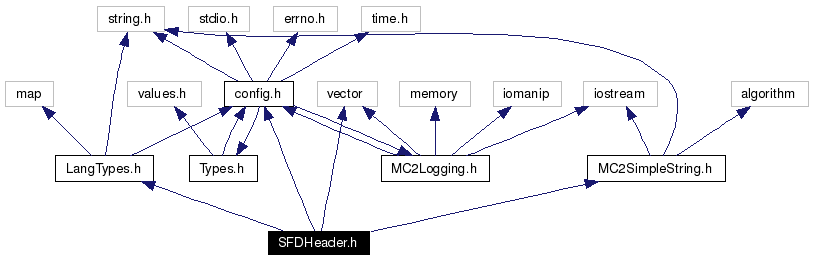 string.h
stdio.h
errno.h
time.h
map
values.h
config.h
vector
memory
iomanip
iostream
algorithm
LangTypes.h
Types.h
MC2Logging.h
MC2SimpleString.h
SFDHeader.h